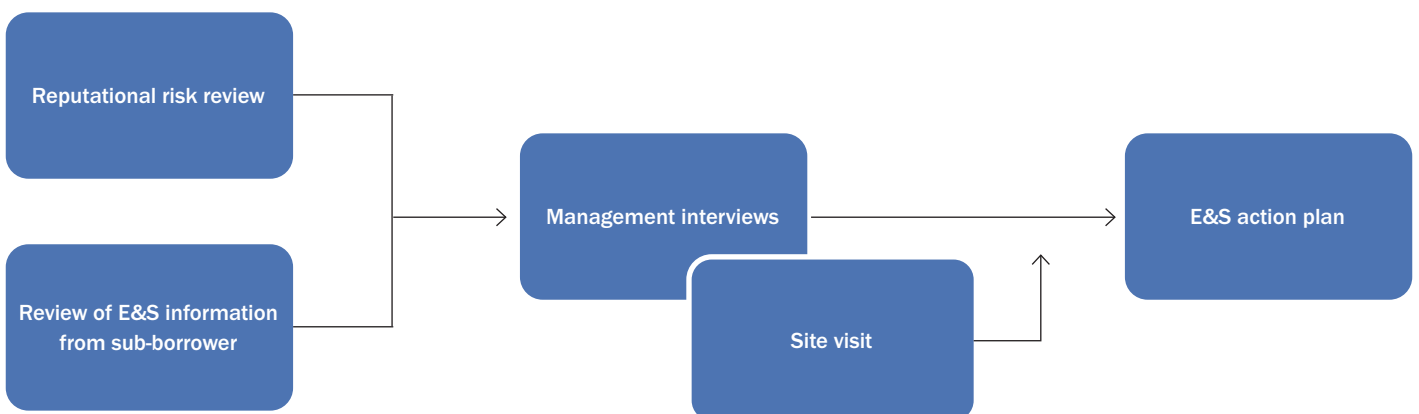 Reputational risk review
Review of E&S information
from sub-borrower
Management interviews
Site visit
E&S action plan